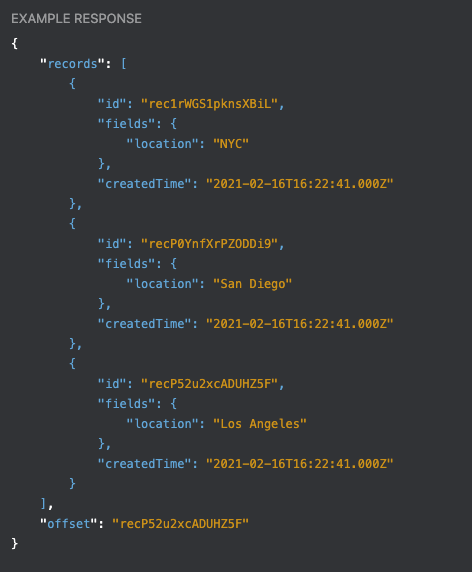 EXAMPLE RESPONSE
{
    "records": [
        {
            "id": "rec1rWGS1pknsXBiL",
            "fields": {
                "location": "NYC"
            },
            "createdTime": "2021-02-16T16:22:41.000Z"
        },
        {
            "id": "recP0YnfXrPZODDi9",
            "fields": {
                "location": "San Diego"
            },
            "createdTime": "2021-02-16T16:22:41.000Z"
        },
        {
            "id": "recP52u2xcADUHZ5F",
            "fields": {
                "location": "Los Angeles"
            },
            "createdTime": "2021-02-16T16:22:41.000Z"
        }
    ],
    "offset": "recP52u2xcADUHZ5F"
}